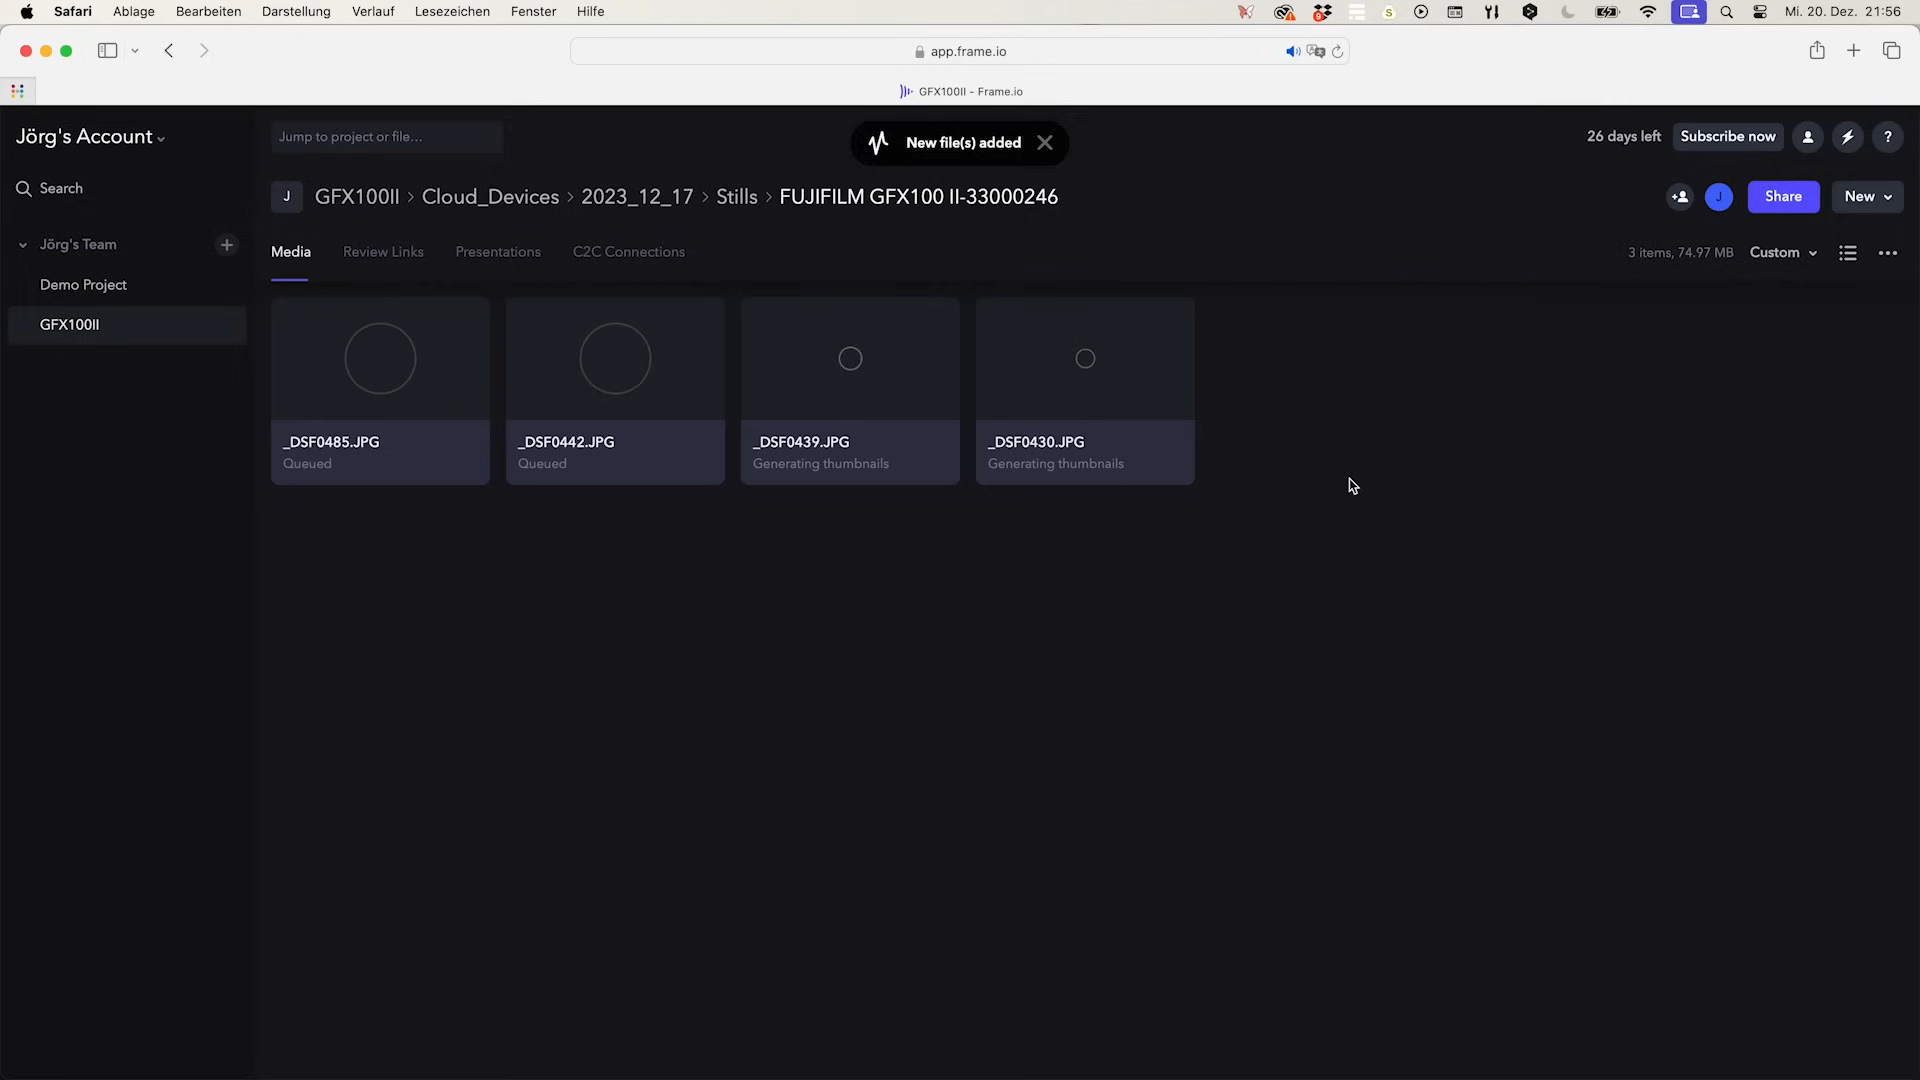 Safari Ablage Bearbeiten Darstellung Verlauf Lesezeichen Fenster Hilfe
9 S Mi. 20. Dez. 21:56
app.frame.io
GFX100II - Frame.io
Jörg's Account
Jump to project or file...
New file(s) added
26 days left Subscribe now ?
Search
J GFX100II > Cloud_Devices > 2023_12_17 > Stills > FUJIFILM GFX100 II-33000246
J Share New
Jörg's Team
Media Review Links Presentations C2C Connections
3 items, 74.97 MB Custom
Demo Project
GFX100II
_DSF0485.JPG _DSF0442.JPG _DSF0439.JPG _DSF0430.JPG
Queued Queued Generating thumbnails Generating thumbnails